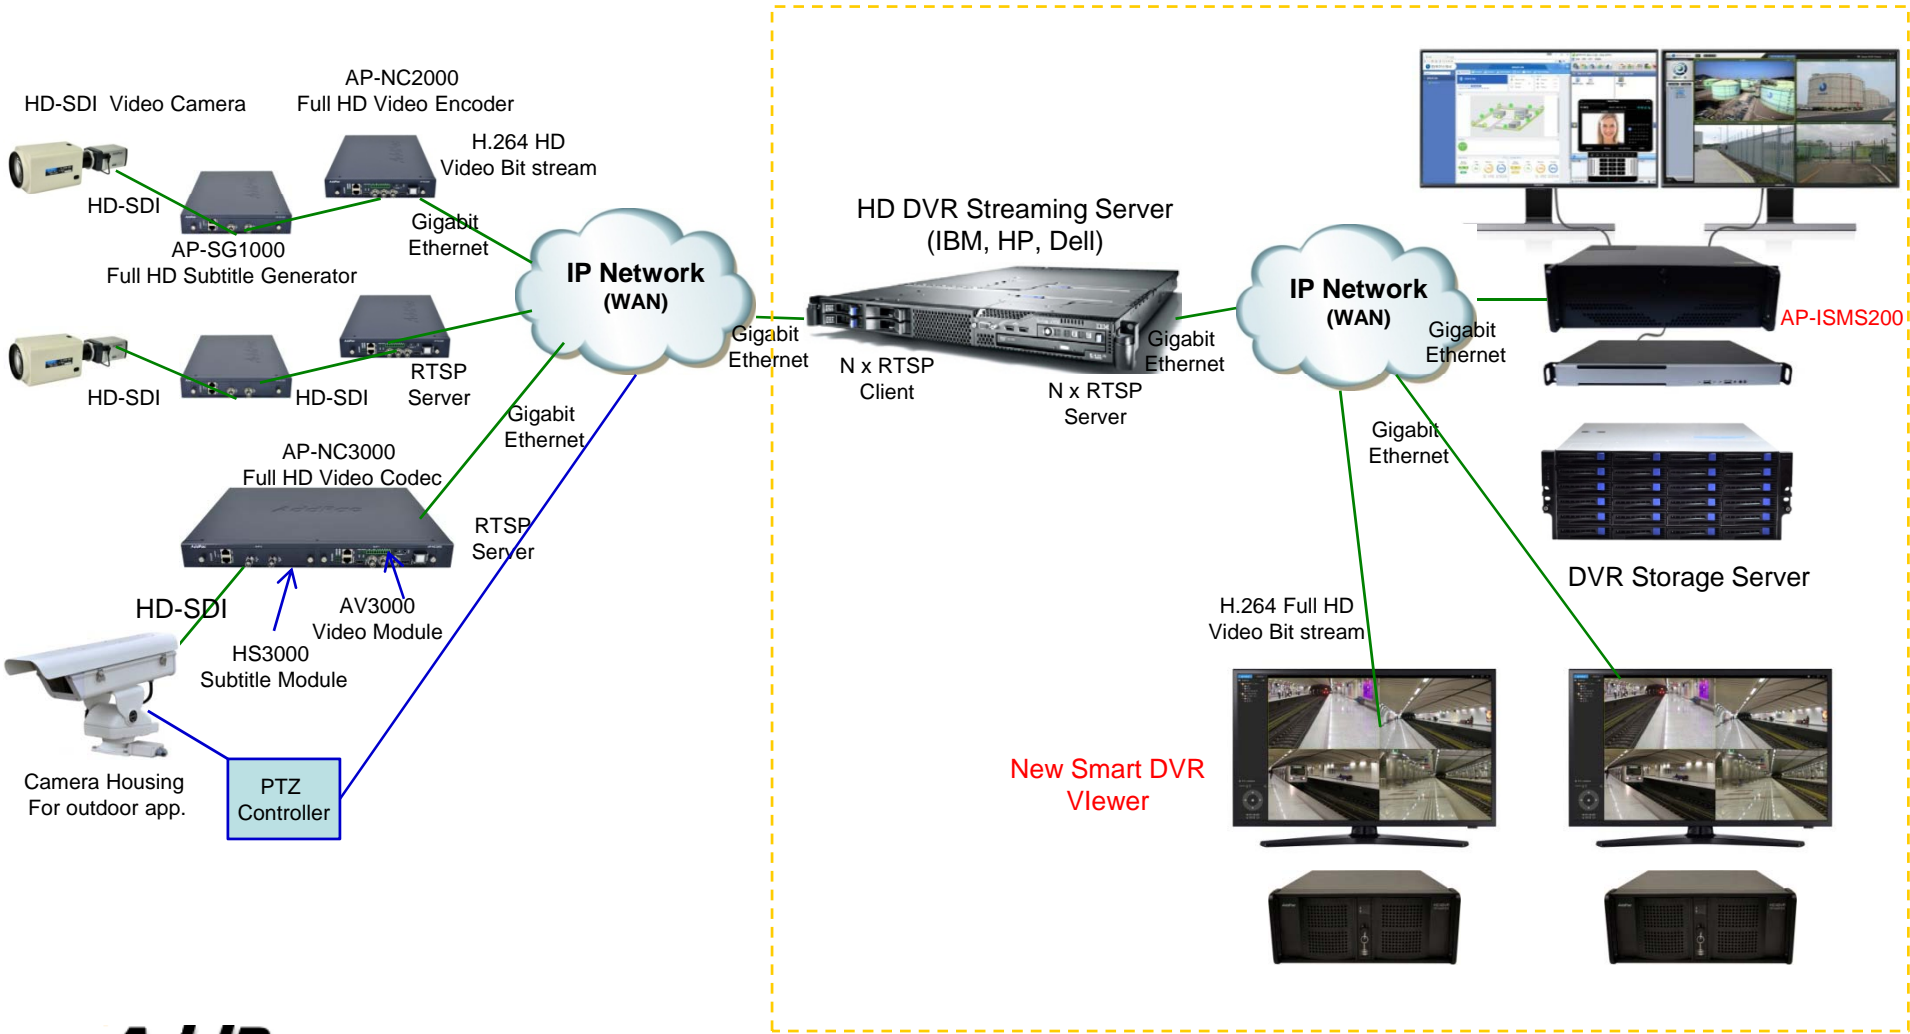 HD-SDI  Video Camera
AP-NC2000
Full HD Video Encoder
H.264 HD
Video Bit stream
HD-SDI
AP-SG1000
Full HD Subtitle Generator
Gigabit
Ethernet
IP Network
(WAN)
HD-SDI
HD-SDI
RTSP
Server
Gigabit
Ethernet
AP-NC3000
Full HD Video Codec
RTSP
Server
HD-SDI
AV3000
Video Module
HS3000
Subtitle Module
Camera Housing
For outdoor app.
PTZ
Controller
Gigabit
Ethernet
HD DVR Streaming Server
(IBM, HP, Dell)
N x RTSP
Client
N x RTSP
Server
Gigabit
Ethernet
IP Network
(WAN)
Gigabit
Ethernet
AP-ISMS200
Gigabit
Ethernet
DVR Storage Server
H.264 Full HD
Video Bit stream
New Smart DVR
VIewer